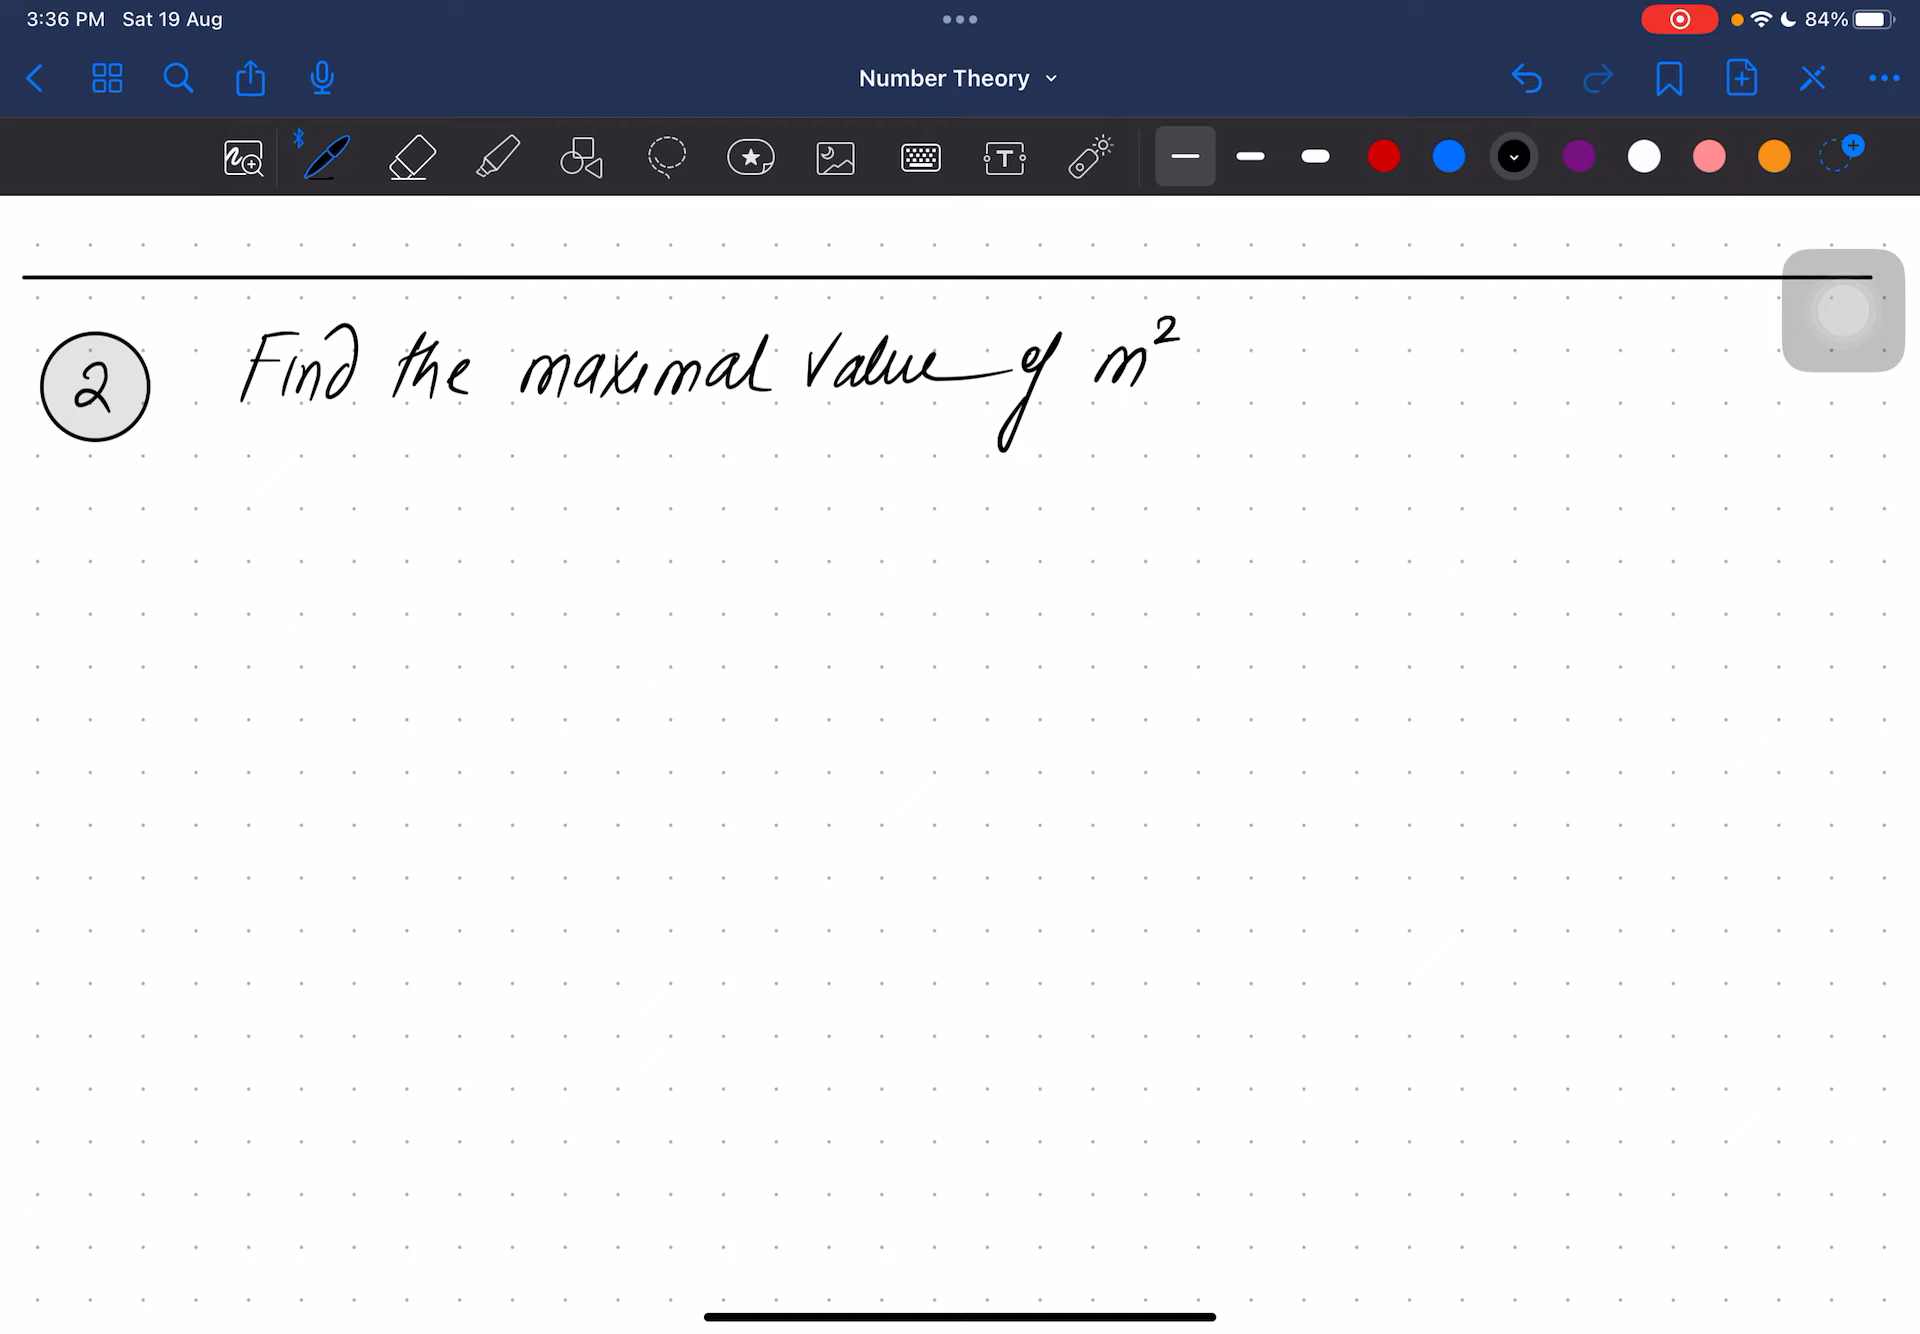 3:36 PM Sat 19 Aug
84%
Number Theory
T
2 Find the maximal value of m²